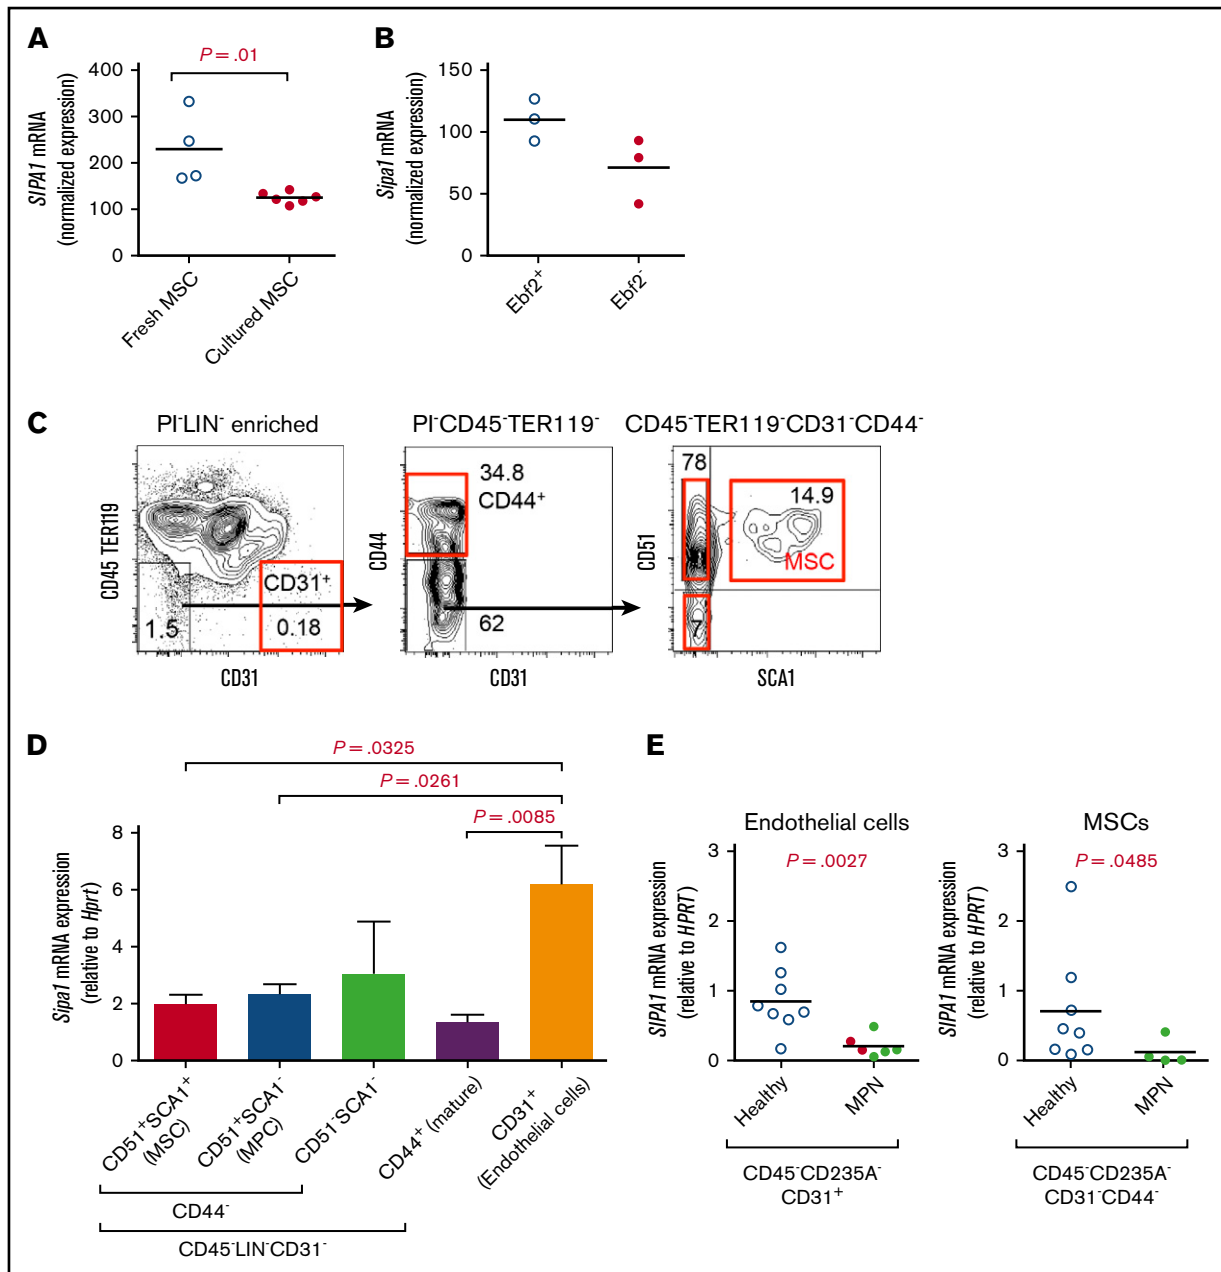 A
P = .01
400
300
200
100
0
SIPA1 mRNA
(normalized expression)
Fresh MSC
Cultured MSC
B
150
100
50
0
Sipa1 mRNA
(normalized expression)
Ebf2⁺
Ebf2⁻
C
PI⁻LIN⁻ enriched
CD45 TER119
CD31⁺
1.5
0.18
CD31
PI⁻CD45⁻TER119⁻
34.8
CD44⁺
CD44
62
CD31
CD45⁻TER119⁻CD31⁻CD44⁻
78
14.9
CD51
MSC
7
SCA1
D
P = .0325
P = .0261
P = .0085
8
6
4
2
0
Sipa1 mRNA expression
(relative to Hprt)
CD51⁺SCA1⁺
(MSC)
CD51⁺SCA1⁻
(MPC)
CD51⁻SCA1⁻
CD44⁺ (mature)
CD31⁺
(Endothelial cells)
CD44⁻
CD45⁻LIN⁻CD31⁻
E
Endothelial cells
P = .0027
3
2
1
0
SIPA1 mRNA expression
(relative to HPRT)
Healthy
MPN
CD45⁻CD235A⁻
CD31⁺
MSCs
P = .0485
3
2
1
0
SIPA1 mRNA expression
(relative to HPRT)
Healthy
MPN
CD45⁻CD235A⁻
CD31⁻CD44⁻